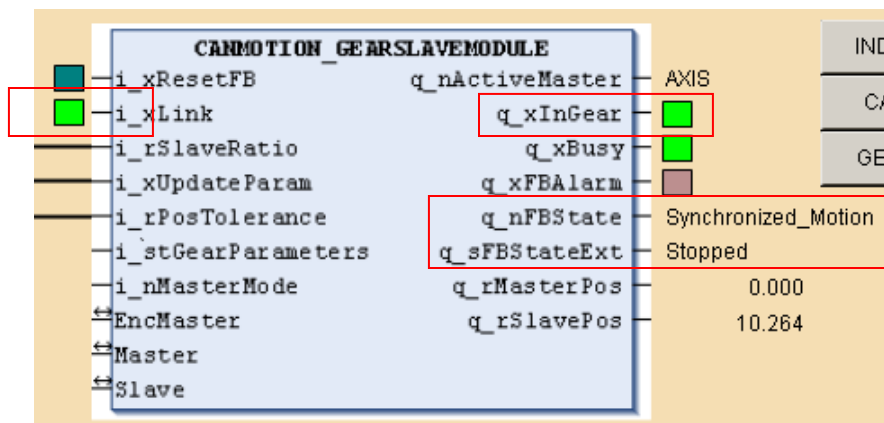 CANMOTION_GEARSLAVEMODULE
i_xResetFB q_nActiveMaster AXIS
i_xLink q_xInGear
i_rSlaveRatio q_xBusy
i_xUpdateParam q_xFBAlarm
i_rPosTolerance q_nFBState Synchronized_Motion
i_stGearParameters q_sFBStateExt Stopped
i_nMasterMode q_rMasterPos 0.000
EncMaster q_rSlavePos 10.264
Master
Slave
IND
CA
GE